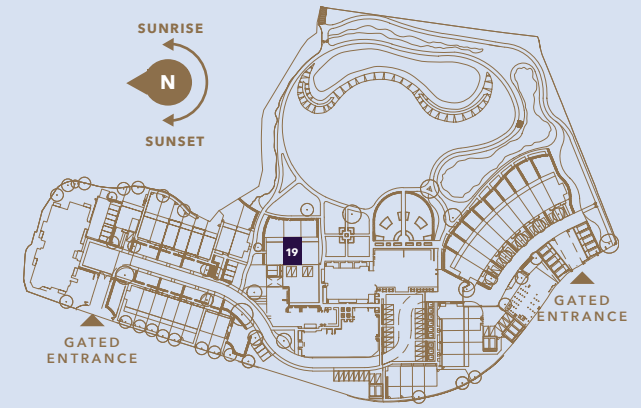 SUNRISE
N
SUNSET
19
GATED
ENTRANCE
GATED
ENTRANCE